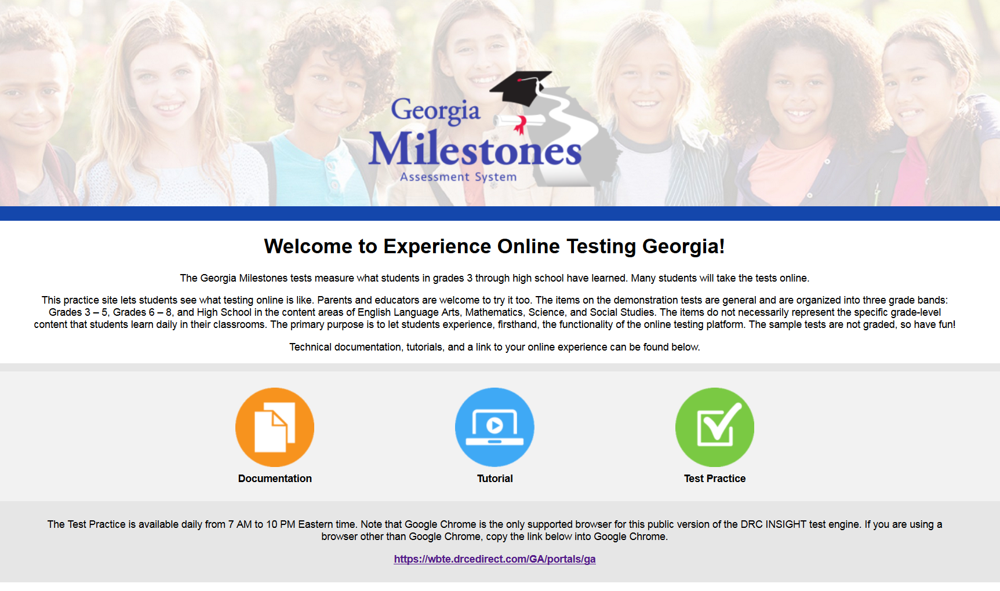 Georgia
Milestones
Assessment System
Welcome to Experience Online Testing Georgia!
The Georgia Milestones tests measure what students in grades 3 through high school have learned. Many students will take the tests online.
This practice site lets students see what testing online is like. Parents and educators are welcome to try it too. The items on the demonstration tests are general and are organized into three grade bands:
Grades 3 – 5, Grades 6 – 8, and High School in the content areas of English Language Arts, Mathematics, Science, and Social Studies. The items do not necessarily represent the specific grade-level
content that students learn daily in their classrooms. The primary purpose is to let students experience, firsthand, the functionality of the online testing platform. The sample tests are not graded, so have fun!
Technical documentation, tutorials, and a link to your online experience can be found below.
Documentation
Tutorial
Test Practice
The Test Practice is available daily from 7 AM to 10 PM Eastern time. Note that Google Chrome is the only supported browser for this public version of the DRC INSIGHT test engine. If you are using a
browser other than Google Chrome, copy the link below into Google Chrome.
https://wbte.drcedirect.com/GA/portals/ga